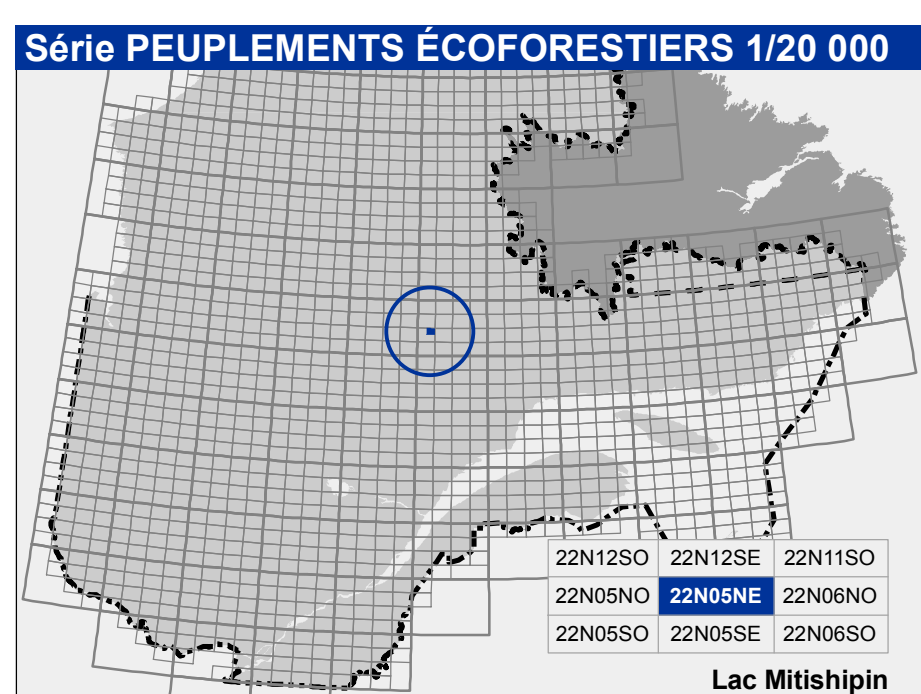 Série PEUPLEMENTS ÉCOFORESTIERS 1/20 000
22N12SO 22N12SE 22N11SO
22N05NO 22N05NE 22N06NO
22N05SO 22N05SE 22N06SO
Lac Mitishipin